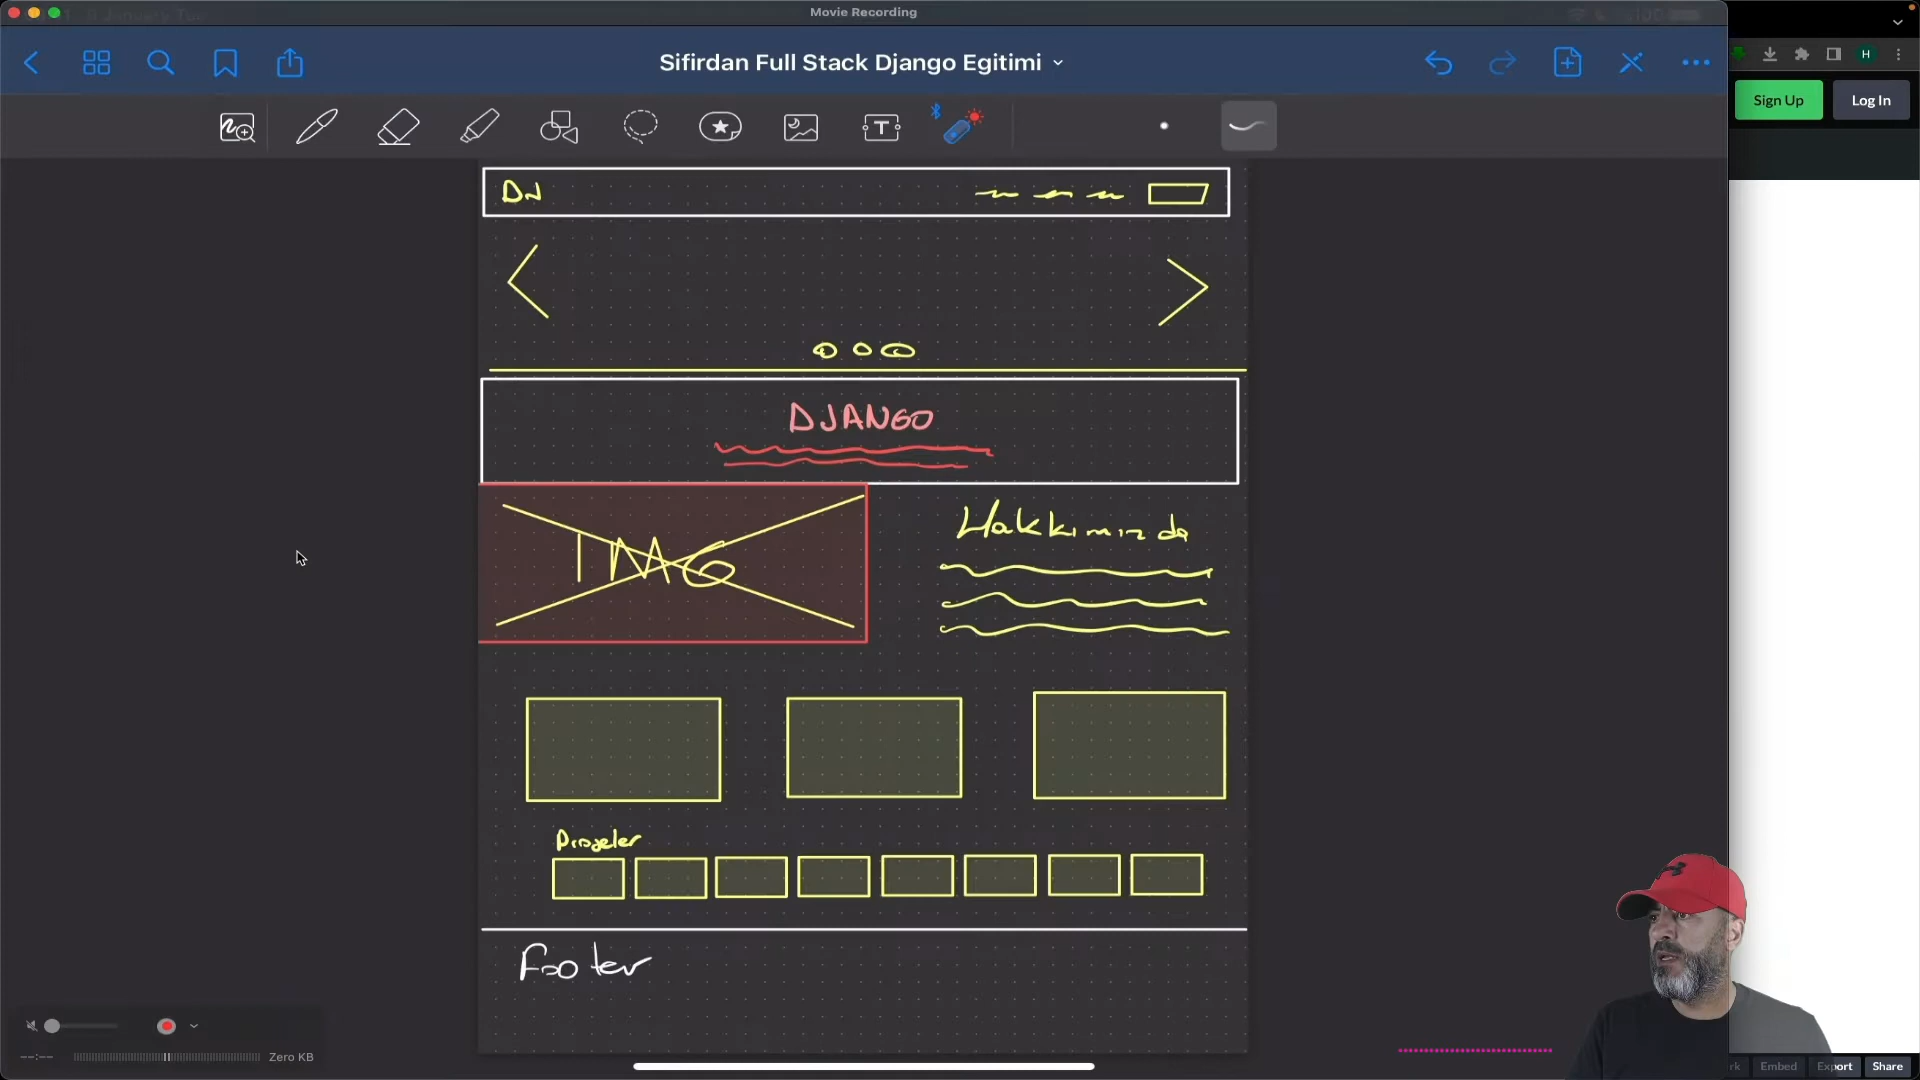 Movie Recording
Sifirdan Full Stack Django Egitimi
H
Sign Up
Log In
T
DJ
DJANGO
IMG
Hakkımızda
Projeler
Footer
--:--
Zero KB
Embed
Export
Share